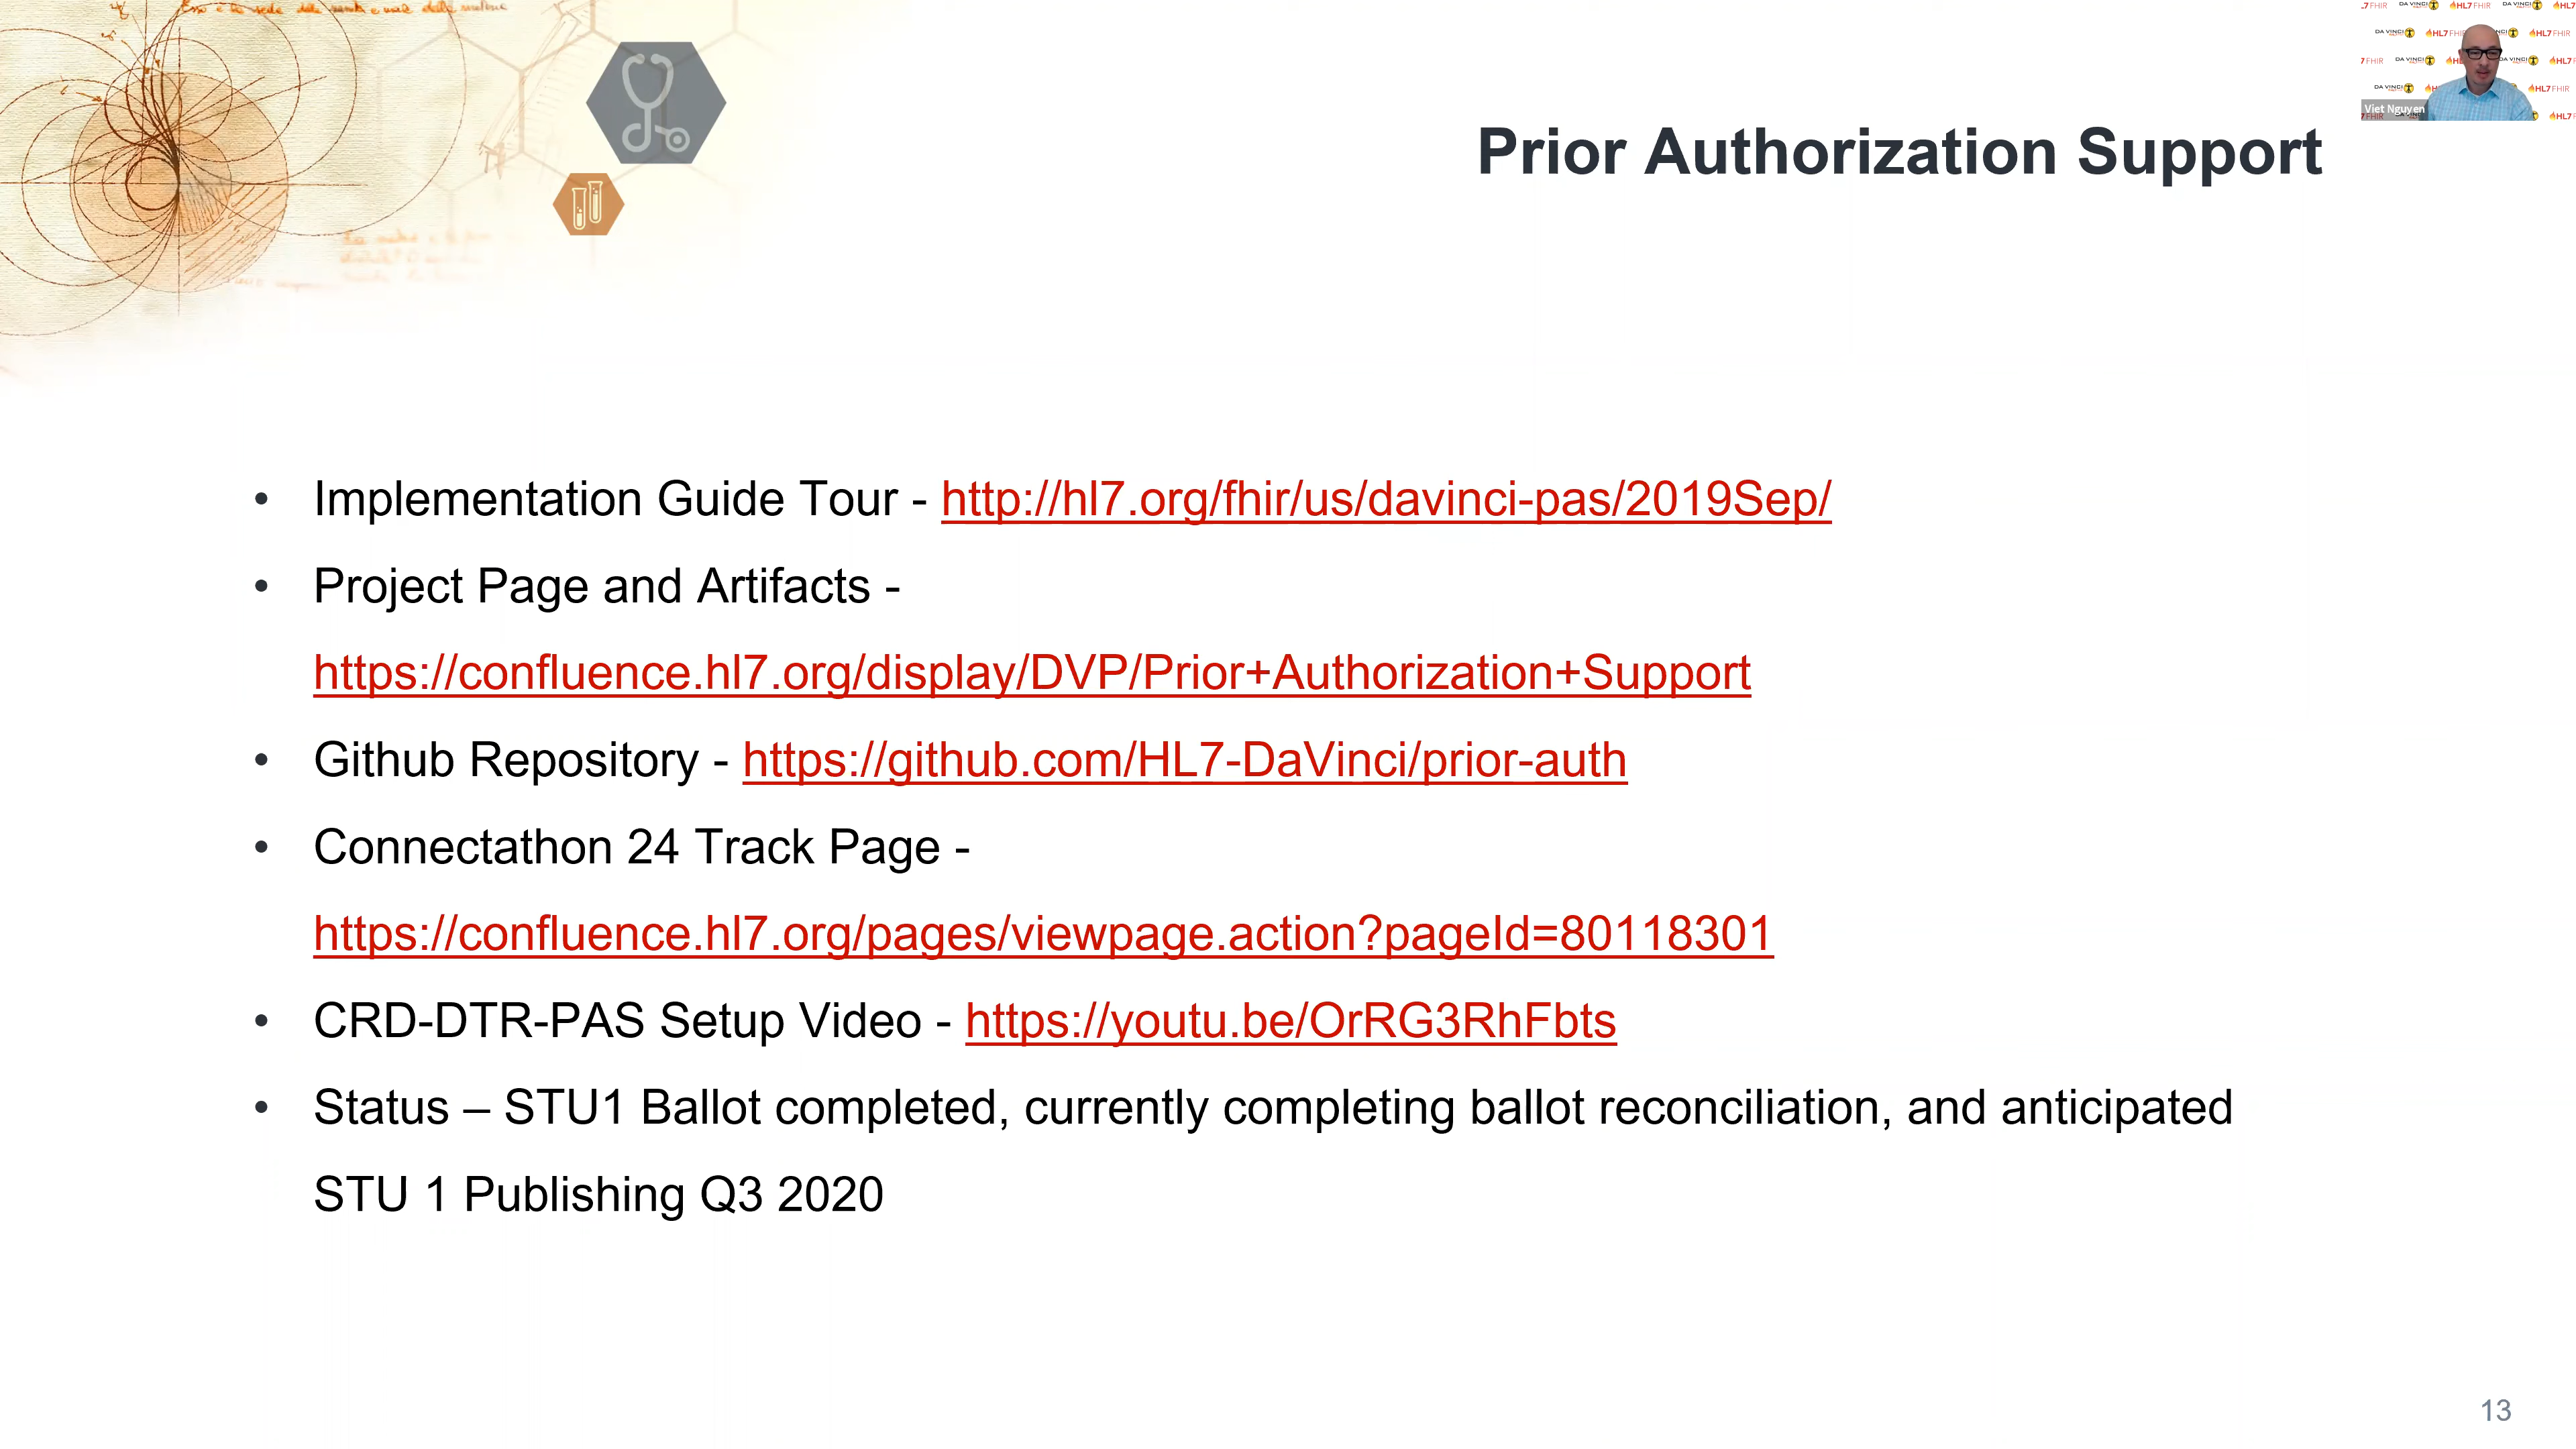 Prior Authorization Support
Viet Nguyen
• Implementation Guide Tour - http://hl7.org/fhir/us/davinci-pas/2019Sep/
• Project Page and Artifacts -
https://confluence.hl7.org/display/DVP/Prior+Authorization+Support
• Github Repository - https://github.com/HL7-DaVinci/prior-auth
• Connectathon 24 Track Page -
https://confluence.hl7.org/pages/viewpage.action?pageId=80118301
• CRD-DTR-PAS Setup Video - https://youtu.be/OrRG3RhFbts
• Status – STU1 Ballot completed, currently completing ballot reconciliation, and anticipated
STU 1 Publishing Q3 2020
13